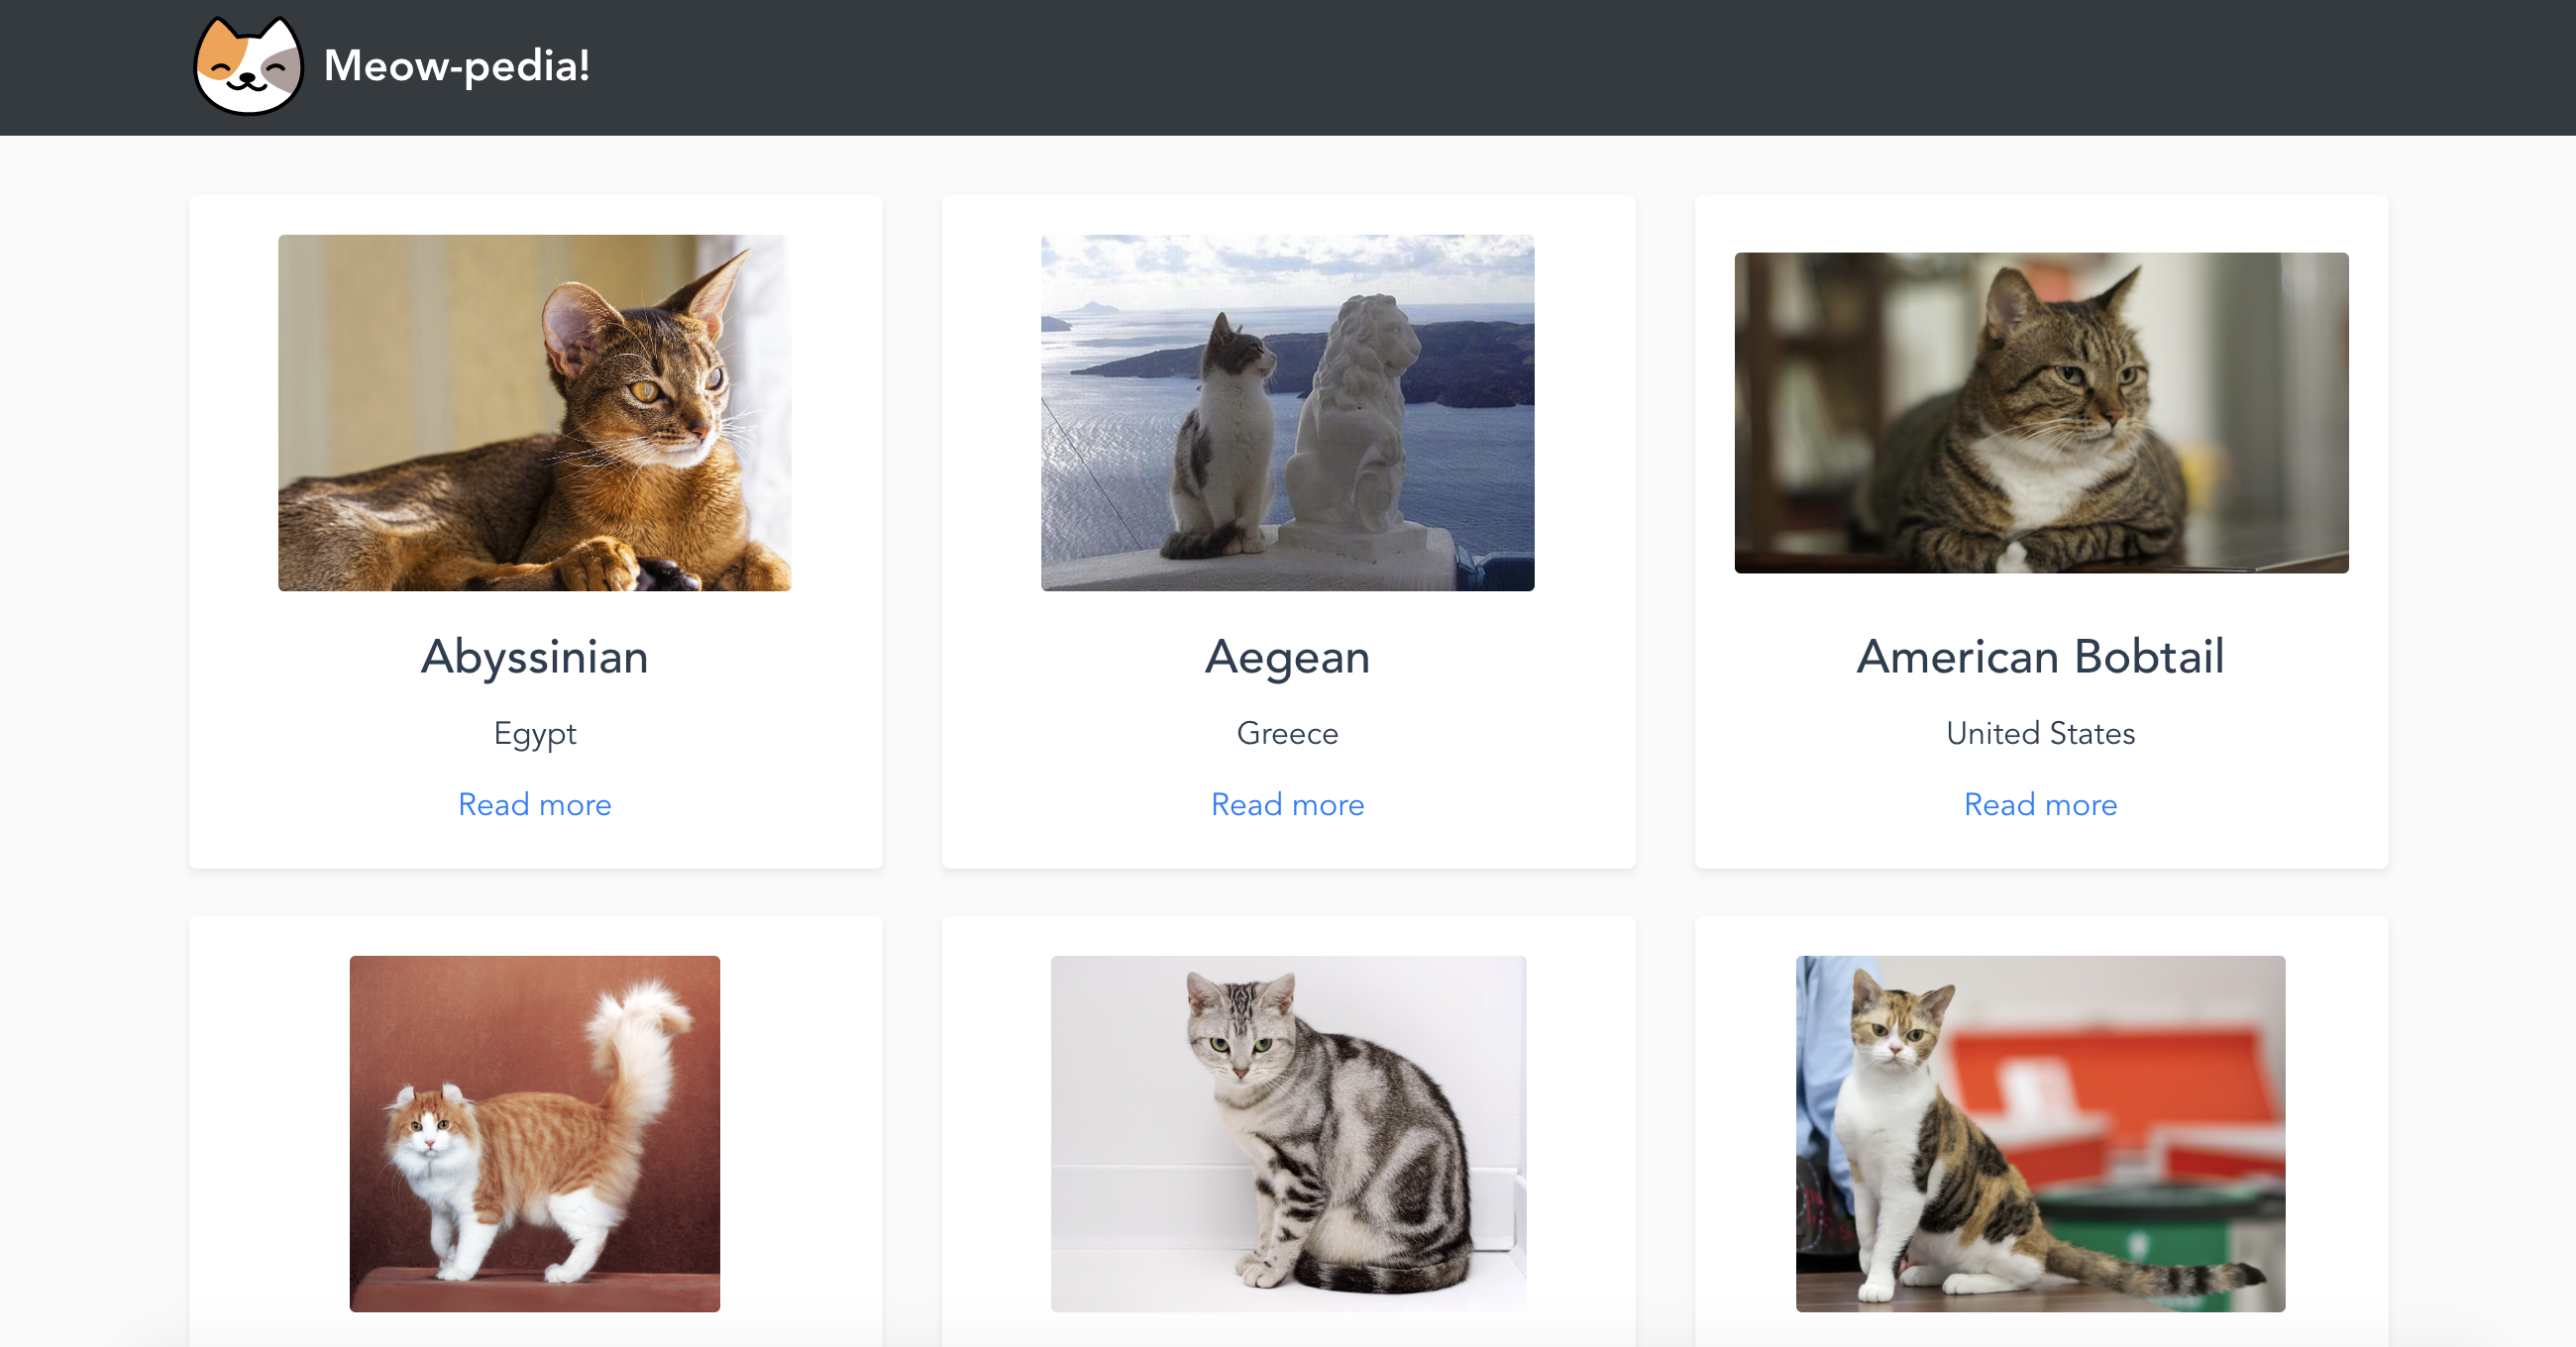 Meow-pedia!
Abyssinian
Egypt
Read more
Aegean
Greece
Read more
American Bobtail
United States
Read more